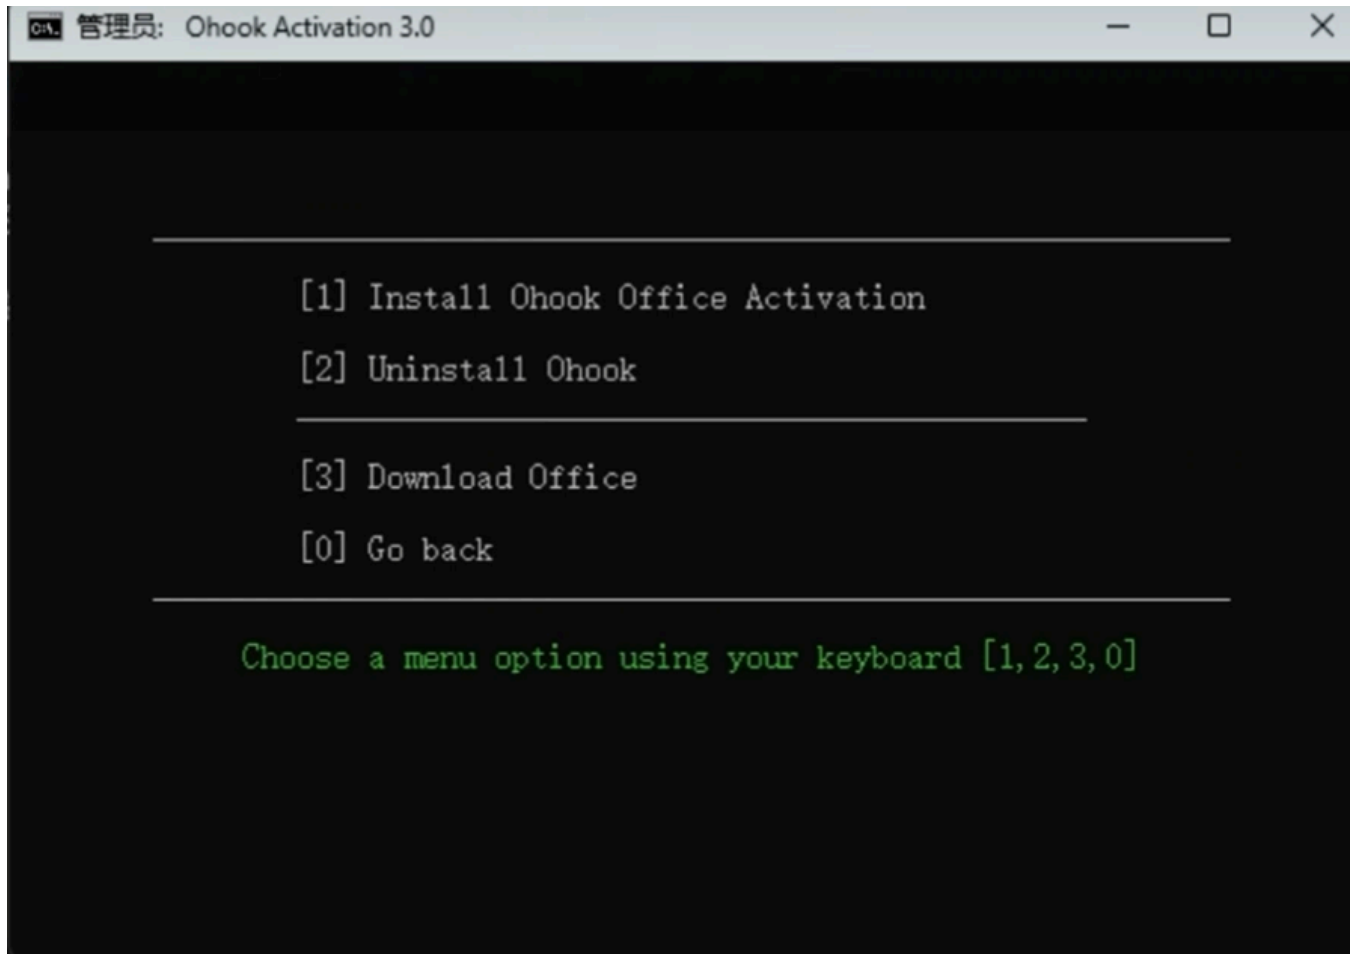 管理员: Ohook Activation 3.0
[1] Install Ohook Office Activation
[2] Uninstall Ohook
[3] Download Office
[0] Go back
Choose a menu option using your keyboard [1,2,3,0]